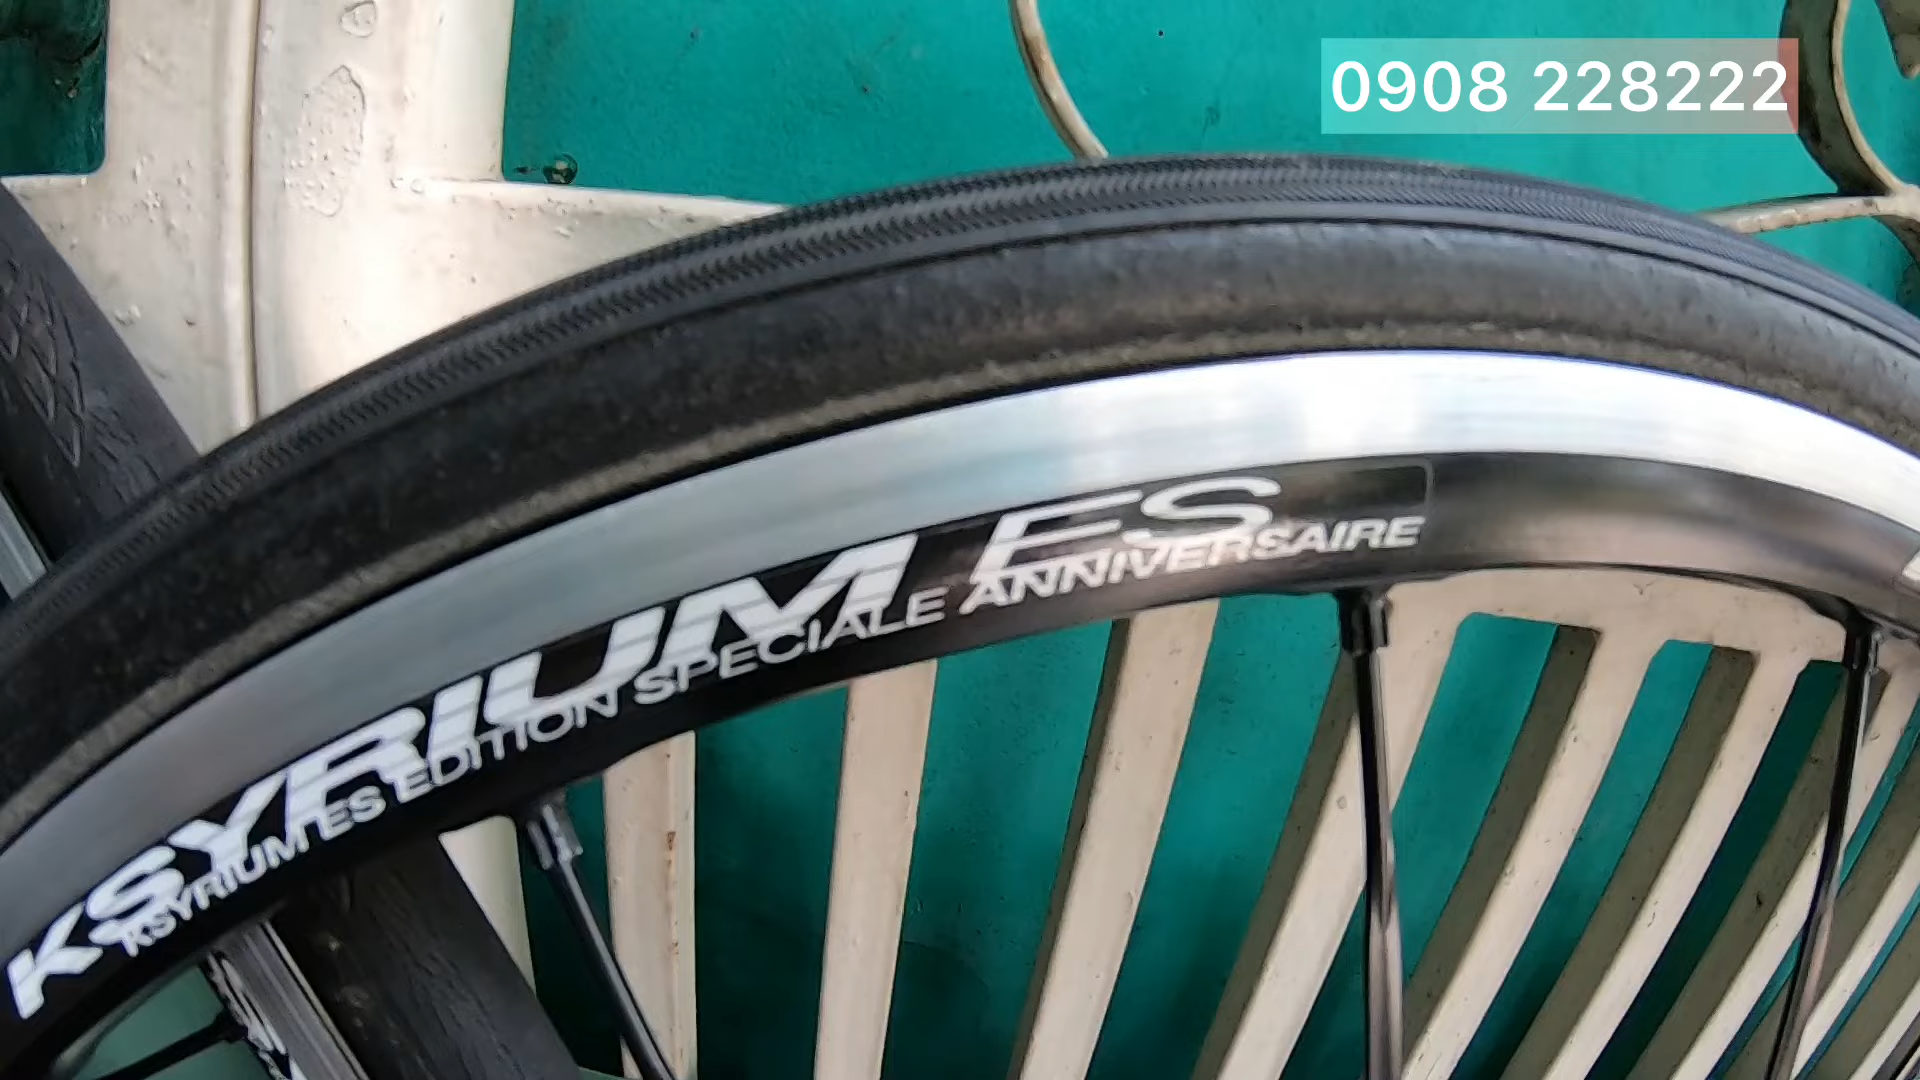 0908 228222
KSYRIUM ES
KSYRIUM ES EDITION SPECIALE ANNIVERSAIRE